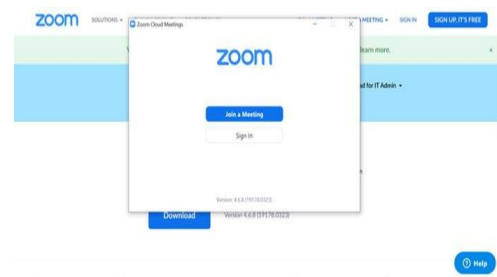 zoom
SOLUTIONS
MEETING
SIGN IN
SIGN UP, IT'S FREE
Zoom Cloud Meetings
learn more.
zoom
ad for IT Admin
Join a Meeting
Sign In
Version: 4.6.8 (19178.0323)
Download
Version 4.6.8 (19178.0323)
Help